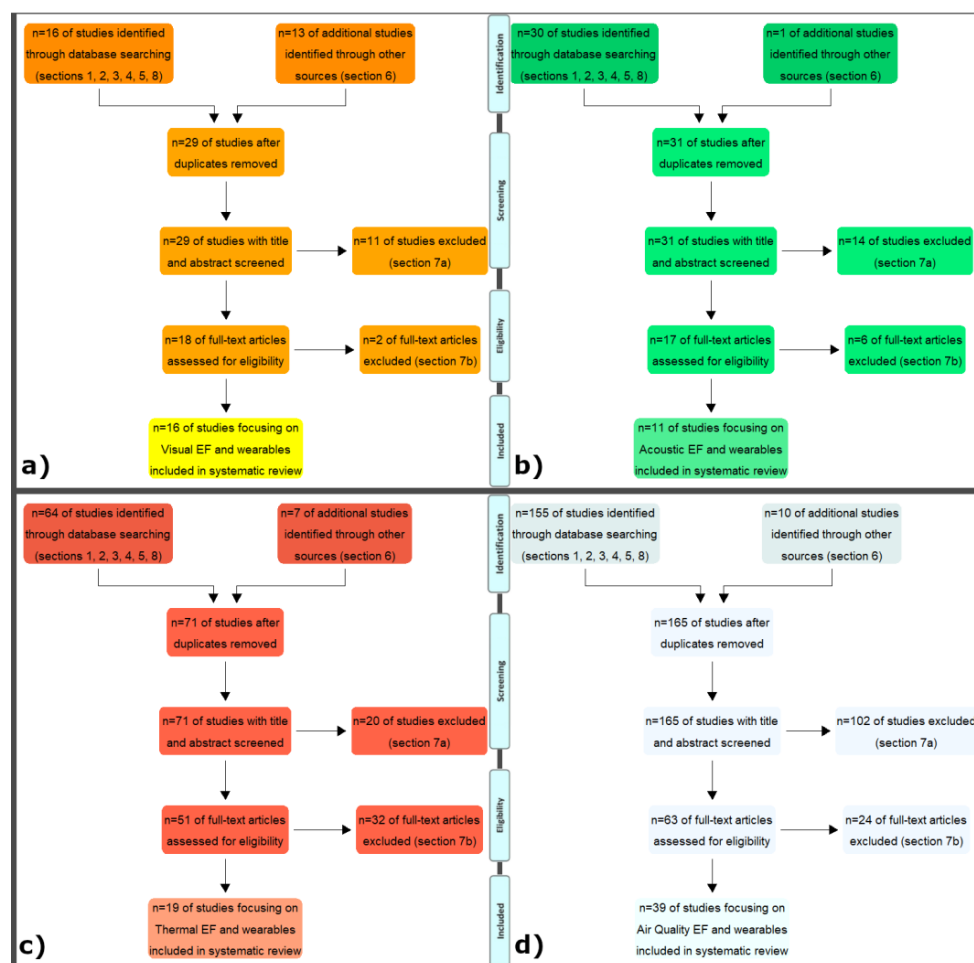 n=16 of studies identified
through database searching
(sections 1, 2, 3, 4, 5, 8)
n=13 of additional studies
identified through other
sources (section 6)
n=29 of studies after
duplicates removed
n=29 of studies with title
and abstract screened
n=11 of studies excluded
(section 7a)
n=18 of full-text articles
assessed for eligibility
n=2 of full-text articles
excluded (section 7b)
n=16 of studies focusing on
Visual EF and wearables
included in systematic review
a)
Identification
Screening
Eligibility
Included
n=30 of studies identified
through database searching
(sections 1, 2, 3, 4, 5, 8)
n=1 of additional studies
identified through other
sources (section 6)
n=31 of studies after
duplicates removed
n=31 of studies with title
and abstract screened
n=14 of studies excluded
(section 7a)
n=17 of full-text articles
assessed for eligibility
n=6 of full-text articles
excluded (section 7b)
n=11 of studies focusing on
Acoustic EF and wearables
included in systematic review
b)
n=64 of studies identified
through database searching
(sections 1, 2, 3, 4, 5, 8)
n=7 of additional studies
identified through other
sources (section 6)
n=71 of studies after
duplicates removed
n=71 of studies with title
and abstract screened
n=20 of studies excluded
(section 7a)
n=51 of full-text articles
assessed for eligibility
n=32 of full-text articles
excluded (section 7b)
n=19 of studies focusing on
Thermal EF and wearables
included in systematic review
c)
Identification
Screening
Eligibility
Included
n=155 of studies identified
through database searching
(sections 1, 2, 3, 4, 5, 8)
n=10 of additional studies
identified through other
sources (section 6)
n=165 of studies after
duplicates removed
n=165 of studies with title
and abstract screened
n=102 of studies excluded
(section 7a)
n=63 of full-text articles
assessed for eligibility
n=24 of full-text articles
excluded (section 7b)
n=39 of studies focusing on
Air Quality EF and wearables
included in systematic review
d)